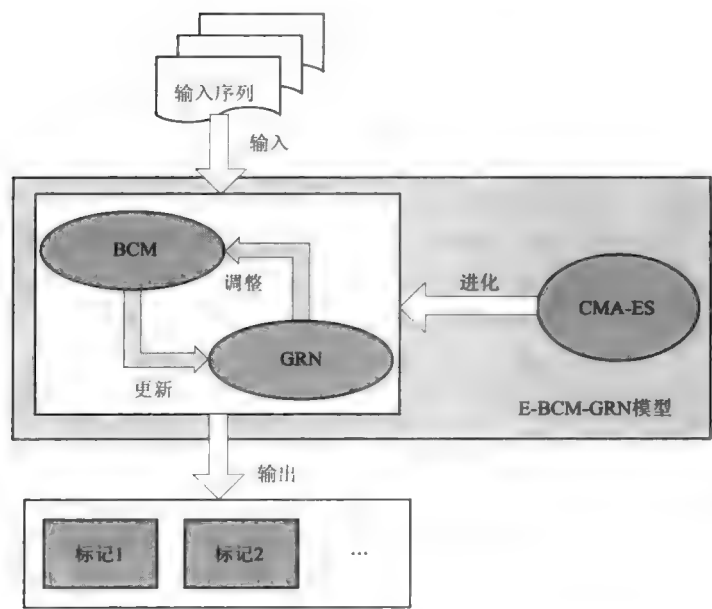 输入序列
输入
BCM
调整
进化
CMA-ES
GRN
更新
E-BCM-GRN模型
输出
标记1
标记2
...